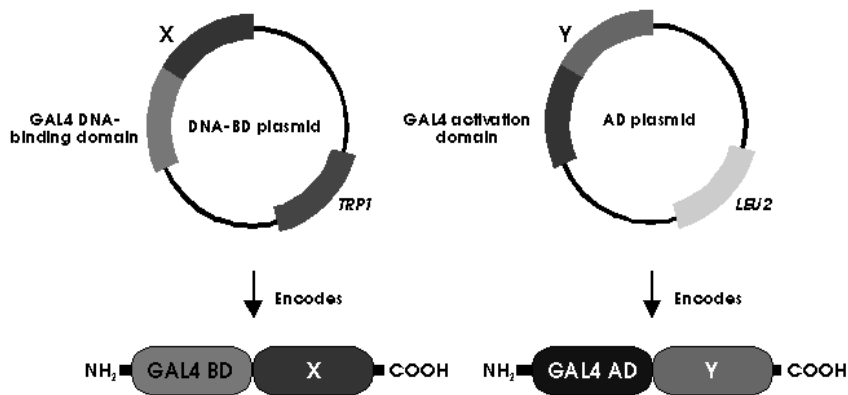 X
GAL4 DNA-
binding domain
DNA-BD plasmid
TRP1
Y
GAL4 activation
domain
AD plasmid
LEU2
Encodes
Encodes
NH2
GAL4 BD
X
COOH
NH2
GAL4 AD
Y
COOH